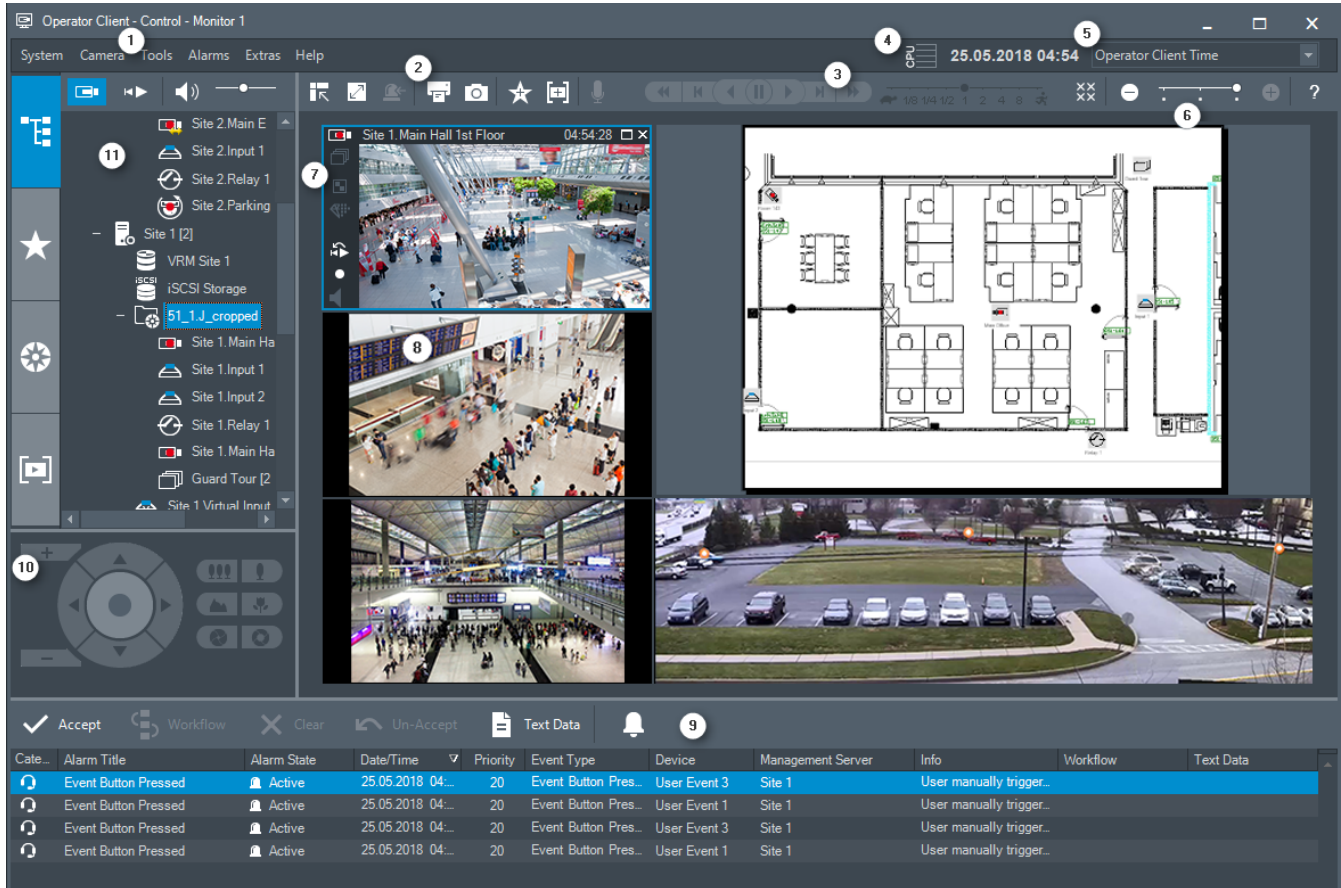 Operator Client - Control - Monitor 1
System Camera Tools Alarms Extras Help
1
4
CPU
25.05.2018 04:54
5
Operator Client Time
2
3
1/8 1/4 1/2 1 2 4 8
6
?
11
Site 2.Main E
Site 2.Input 1
Site 2.Relay 1
Site 2.Parking
Site 1 [2]
VRM Site 1
iSCSI
iSCSI Storage
51_1.J_cropped
Site 1.Main Ha
Site 1.Input 1
Site 1.Input 2
Site 1.Relay 1
Site 1.Main Ha
Guard Tour [2
Site 1 Virtual Input
Site 1.Main Hall 1st Floor 04:54:28
7
8
Guard Tour
Main Office
Input 1
Relay 1
10
Accept Workflow Clear Un-Accept Text Data
9
Cate... Alarm Title Alarm State Date/Time Priority Event Type Device Management Server Info Workflow Text Data
Event Button Pressed Active 25.05.2018 04:... 20 Event Button Pres... User Event 3 Site 1 User manually trigger...
Event Button Pressed Active 25.05.2018 04:... 20 Event Button Pres... User Event 1 Site 1 User manually trigger...
Event Button Pressed Active 25.05.2018 04:... 20 Event Button Pres... User Event 3 Site 1 User manually trigger...
Event Button Pressed Active 25.05.2018 04:... 20 Event Button Pres... User Event 1 Site 1 User manually trigger...